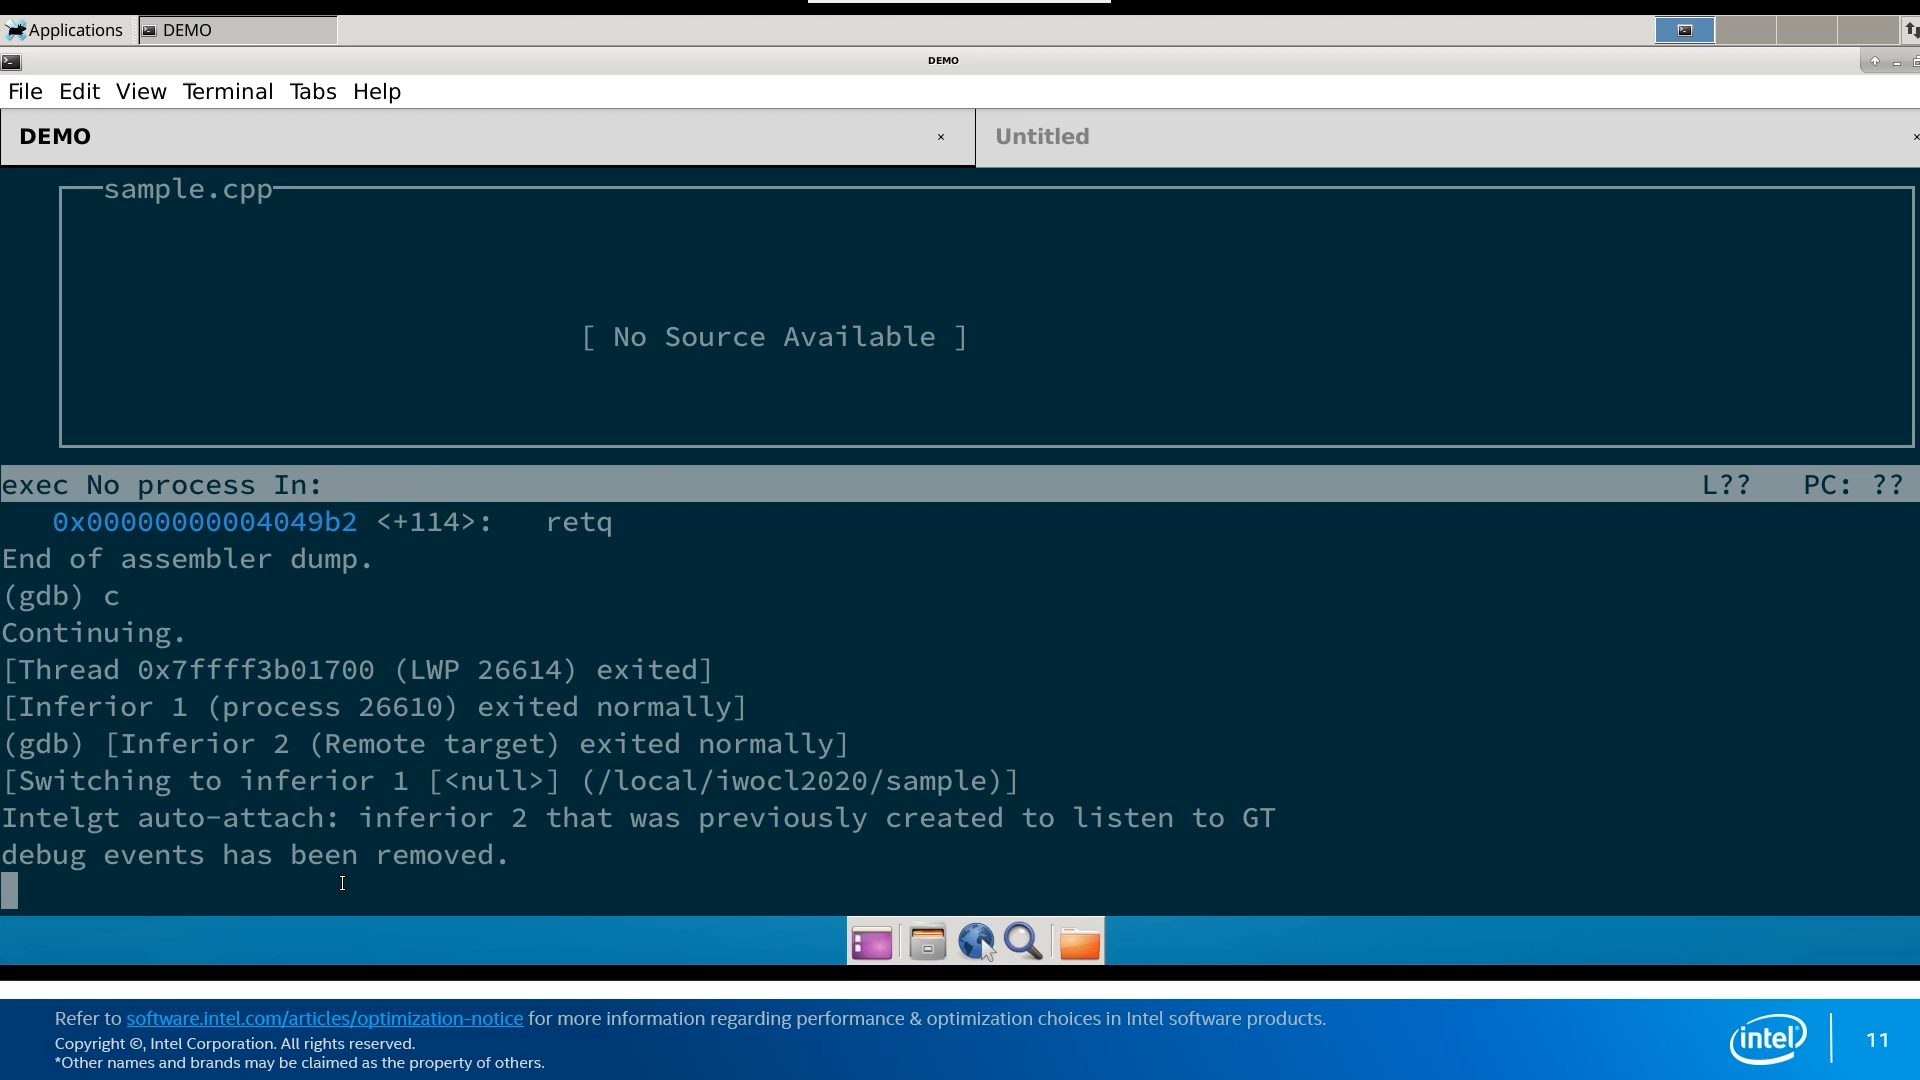 Applications
DEMO
DEMO
File Edit View Terminal Tabs Help
DEMO
Untitled
sample.cpp
[ No Source Available ]
exec No process In: L?? PC: ??
0x00000000004049b2 <+114>: retq
End of assembler dump.
(gdb) c
Continuing.
[Thread 0x7ffff3b01700 (LWP 26614) exited]
[Inferior 1 (process 26610) exited normally]
(gdb) [Inferior 2 (Remote target) exited normally]
[Switching to inferior 1 [<null>] (/local/iwocl2020/sample)]
Intelgt auto-attach: inferior 2 that was previously created to listen to GT
debug events has been removed.
Refer to software.intel.com/articles/optimization-notice for more information regarding performance & optimization choices in Intel software products.
Copyright ©, Intel Corporation. All rights reserved.
*Other names and brands may be claimed as the property of others.
intel
11